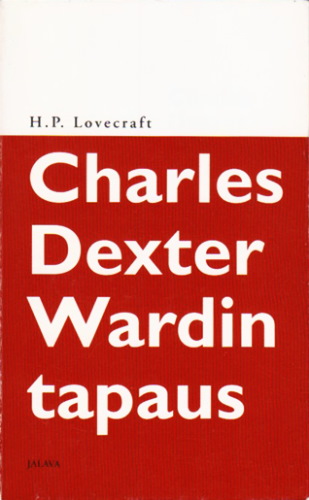 H.P. Lovecraft
Charles
Dexter
Wardin
tapaus
JALAVA